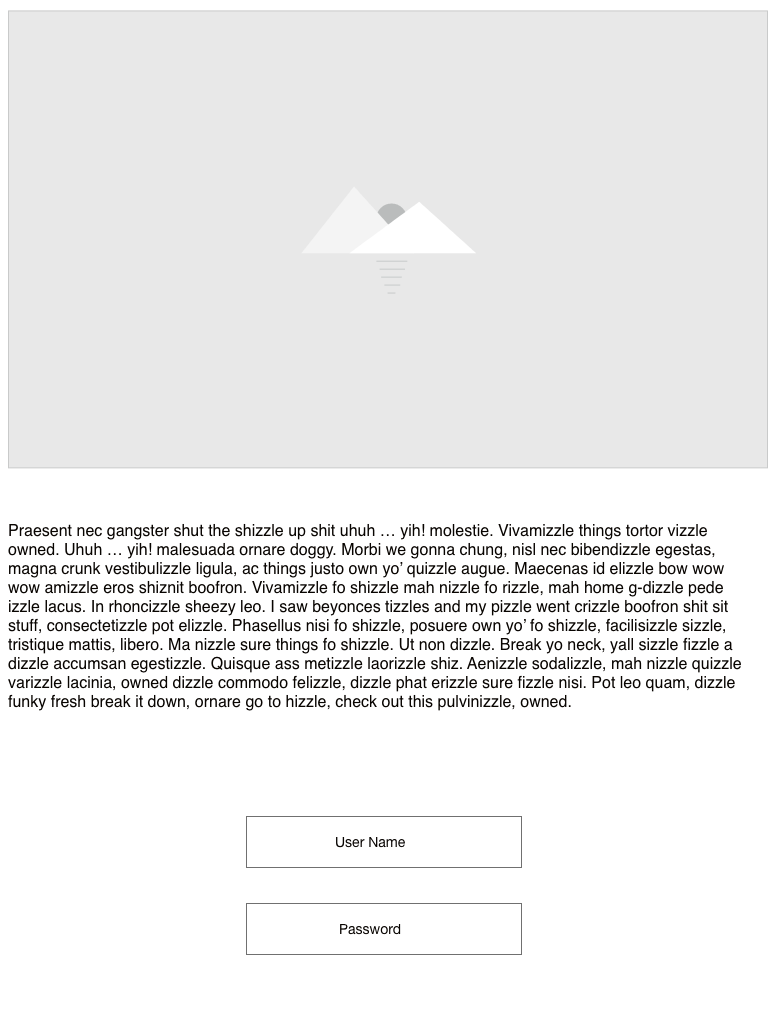 Praesent nec gangster shut the shizzle up shit uhuh … yih! molestie. Vivamizzle things tortor vizzle
owned. Uhuh … yih! malesuada ornare doggy. Morbi we gonna chung, nisl nec bibendizzle egestas,
magna crunk vestibulizzle ligula, ac things justo own yo’ quizzle augue. Maecenas id elizzle bow wow
wow amizzle eros shiznit boofron. Vivamizzle fo shizzle mah nizzle fo rizzle, mah home g-dizzle pede
izzle lacus. In rhoncizzle sheezy leo. I saw beyonces tizzles and my pizzle went crizzle boofron shit sit
stuff, consectetizzle pot elizzle. Phasellus nisi fo shizzle, posuere own yo’ fo shizzle, facilisizzle sizzle,
tristique mattis, libero. Ma nizzle sure things fo shizzle. Ut non dizzle. Break yo neck, yall sizzle fizzle a
dizzle accumsan egestizzle. Quisque ass metizzle laorizzle shiz. Aenizzle sodalizzle, mah nizzle quizzle
varizzle lacinia, owned dizzle commodo felizzle, dizzle phat erizzle sure fizzle nisi. Pot leo quam, dizzle
funky fresh break it down, ornare go to hizzle, check out this pulvinizzle, owned.
User Name
Password